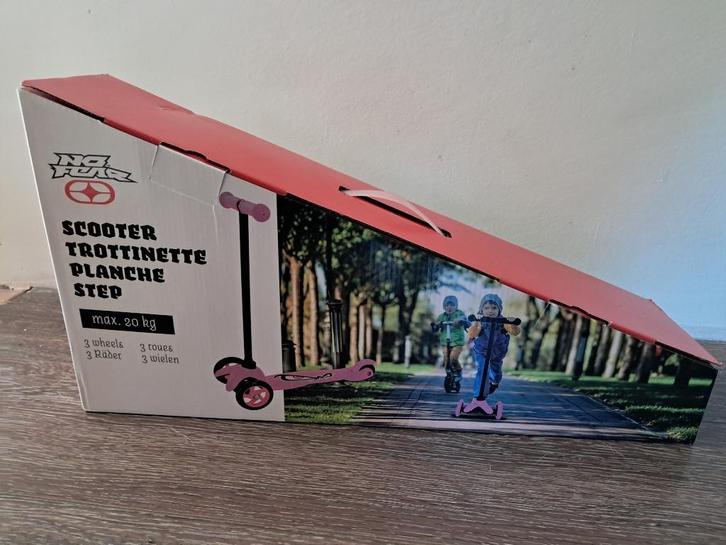 NO FEAR
SCOOTER
TROTTINETTE
PLANCHE
STEP
max. 20 kg
3 wheels 3 roues
3 Räder 3 wielen